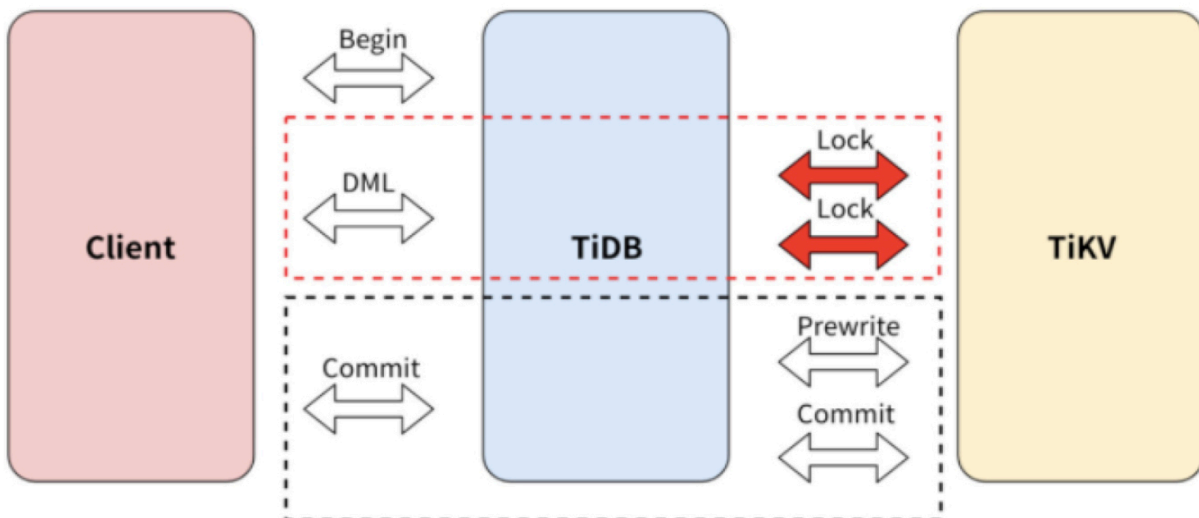 Begin
Lock
DML
Lock
Client
TiDB
TiKV
Prewrite
Commit
Commit